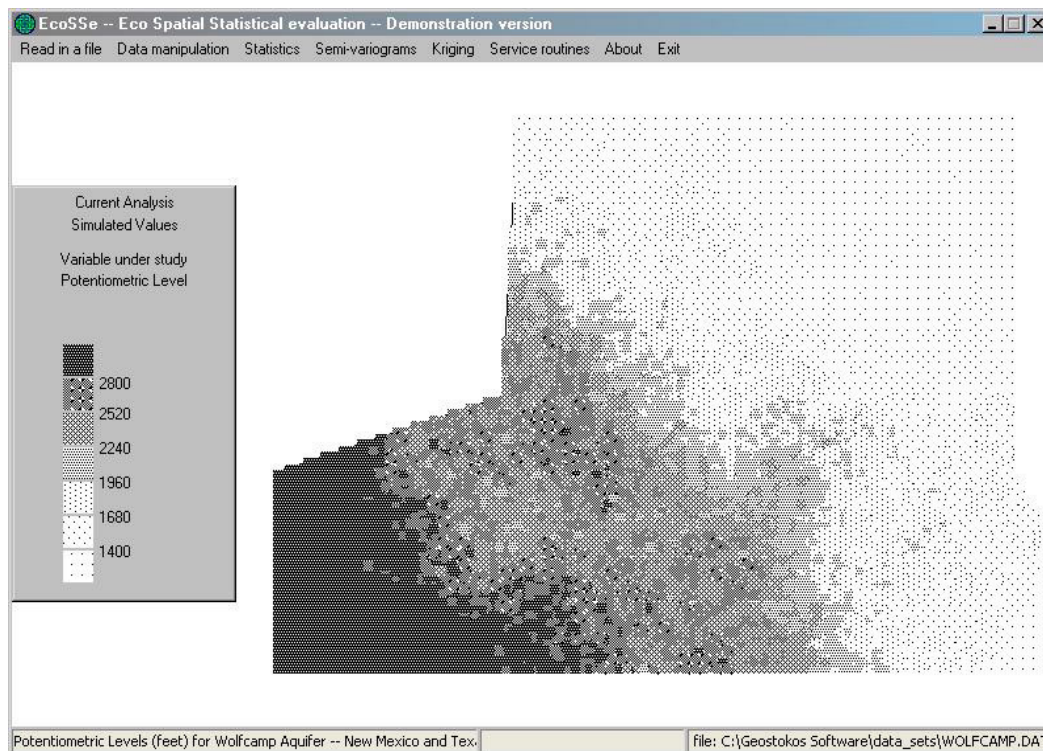 EcoSSe -- Eco Spatial Statistical evaluation -- Demonstration version
Read in a file Data manipulation Statistics Semi-variograms Kriging Service routines About Exit
Current Analysis
Simulated Values
Variable under study
Potentiometric Level
2800
2520
2240
1960
1680
1400
Potentiometric Levels (feet) for Wolfcamp Aquifer -- New Mexico and Tex.
file: C:\Geostokos Software\data_sets\WOLFCAMP.DAT